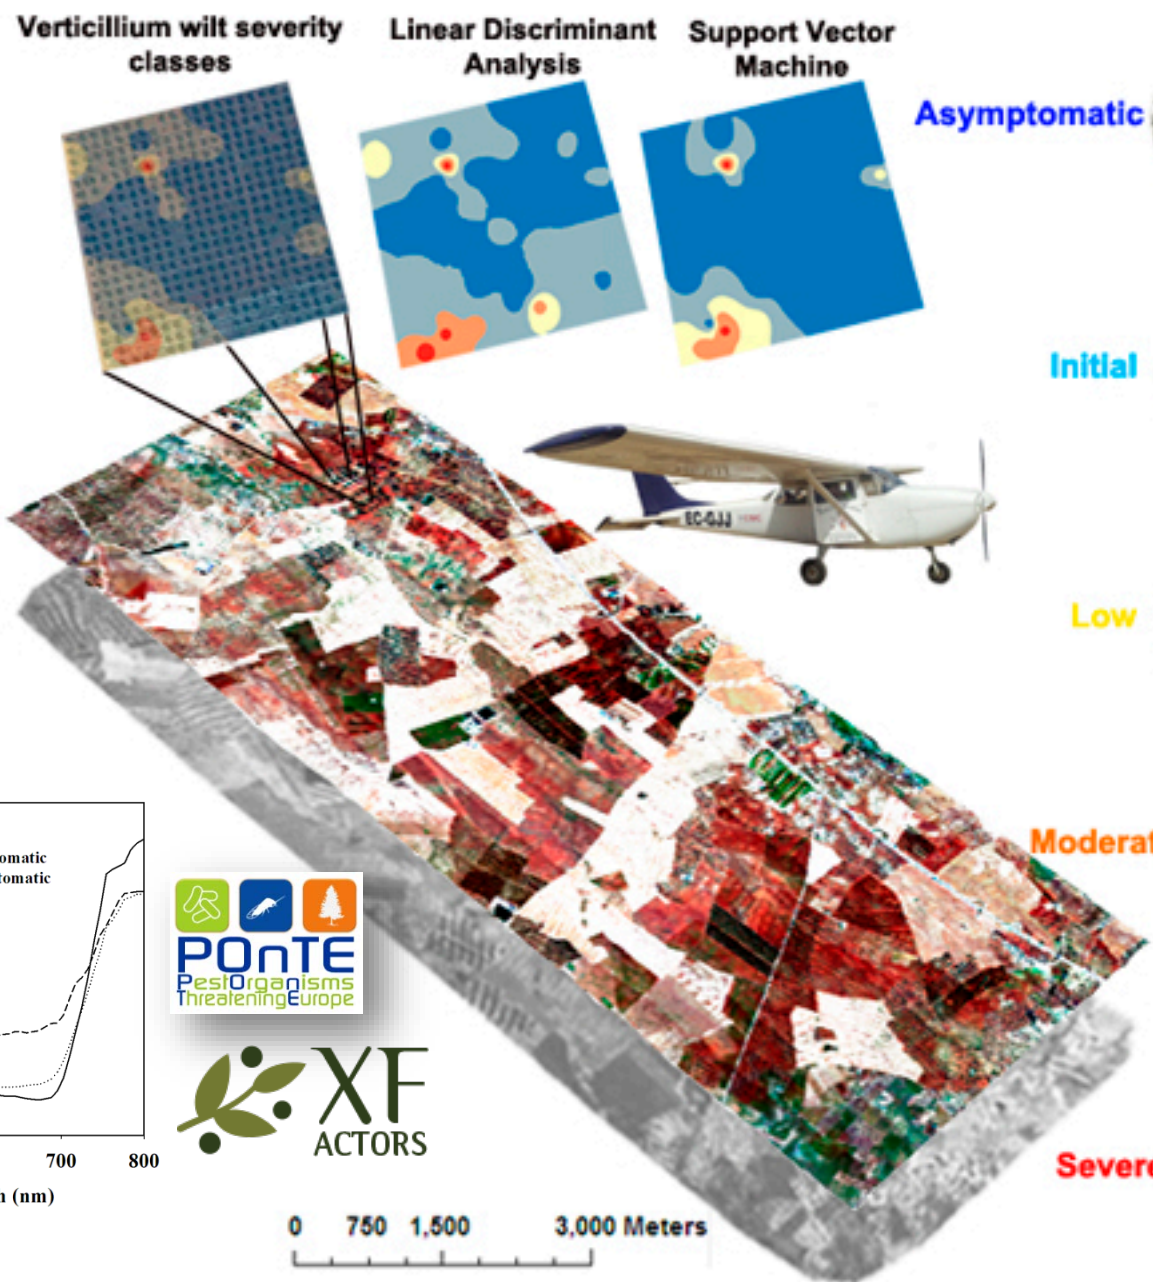 Verticillium wilt severity
classes
Linear Discriminant
Analysis
Support Vector
Machine
Asymptomatic
Initial
EC-GJJ
Low
Moderat
omatic
tomatic
POnTE
PestOrganisms
ThreateningEurope
XF
ACTORS
700 800
(nm)
Severe
0 750 1,500 3,000 Meters